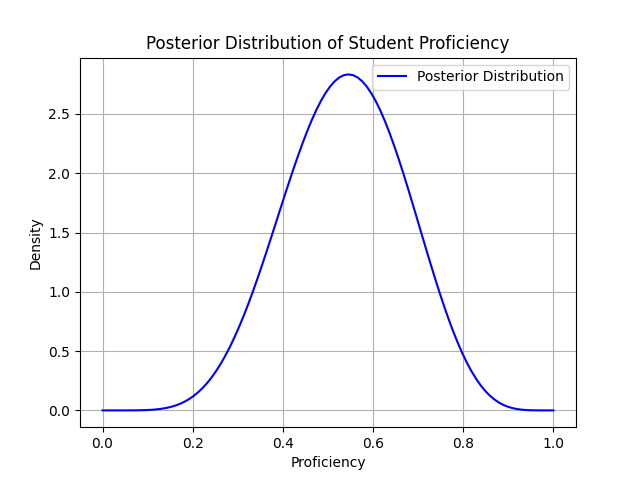 Posterior Distribution of Student Proficiency
Posterior Distribution
2.5
2.0
1.5
1.0
0.5
0.0
Density
0.0 0.2 0.4 0.6 0.8 1.0
Proficiency